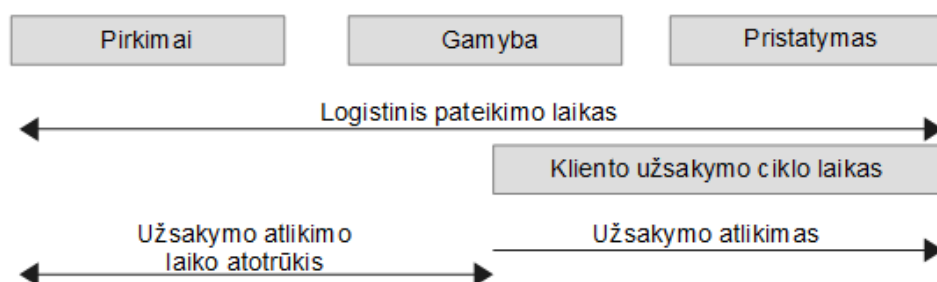 Pirkimai
Gamyba
Pristatymas
Logistinis pateikimo laikas
Kliento užsakymo ciklo laikas
Užsakymo atlikimo
laiko atotrūkis
Užsakymo atlikimas